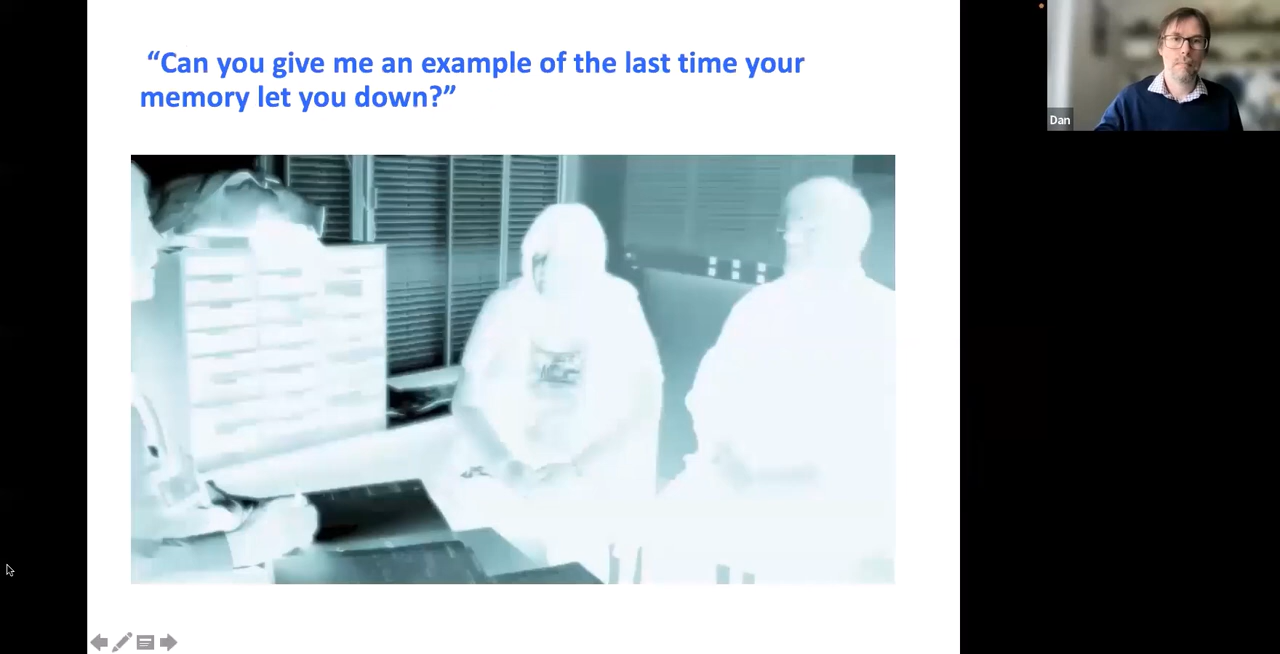 “Can you give me an example of the last time your
memory let you down?”
Dan